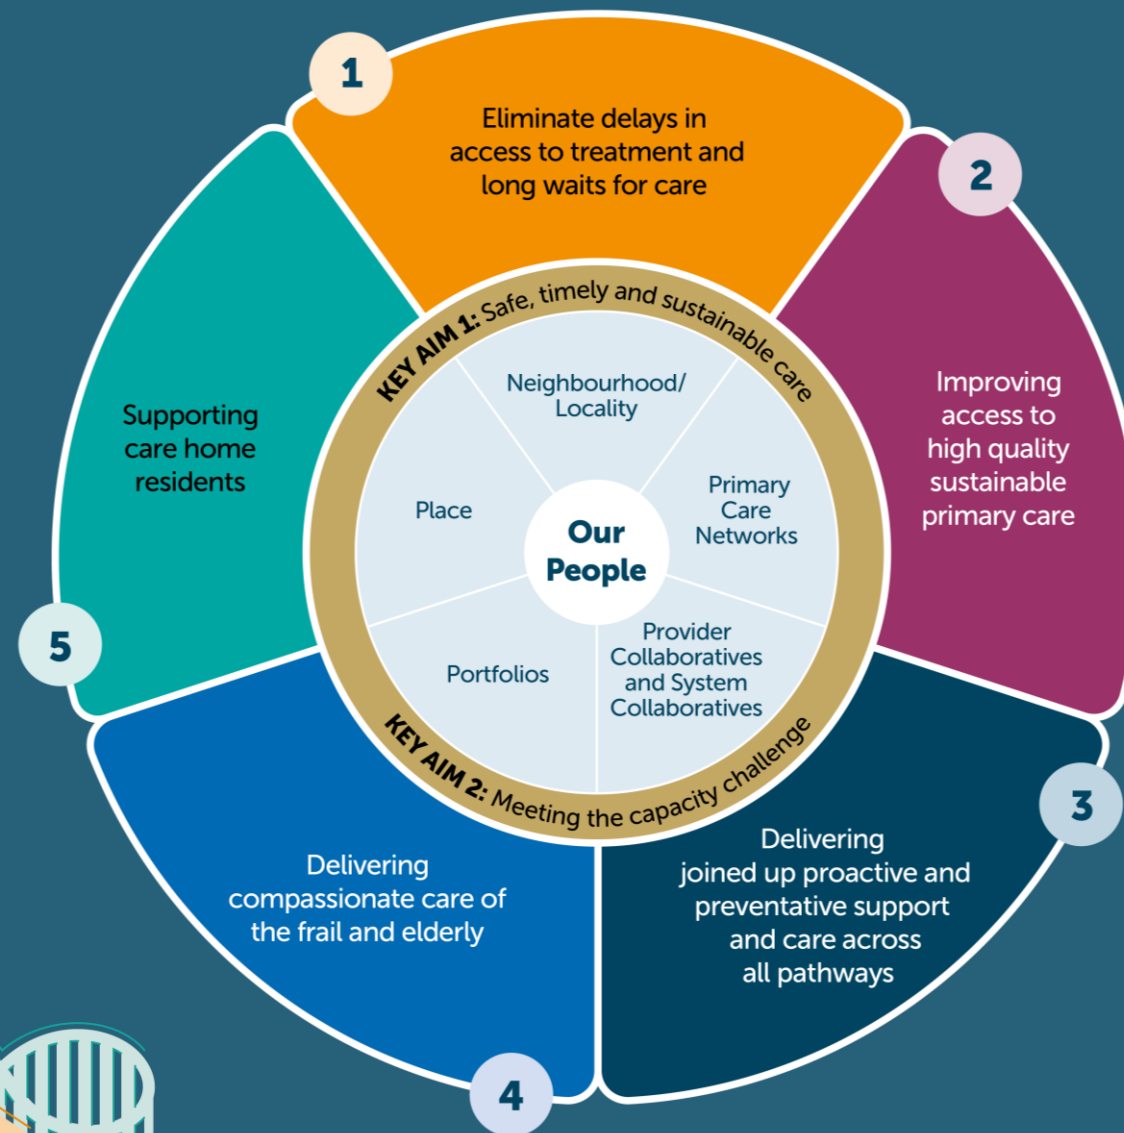 1
Eliminate delays in
access to treatment and
long waits for care
2
Improving
access to
high quality
sustainable
primary care
3
Delivering
joined up proactive and
preventative support
and care across
all pathways
4
Delivering
compassionate care of
the frail and elderly
5
Supporting
care home
residents
KEY AIM 1: Safe, timely and sustainable care
KEY AIM 2: Meeting the capacity challenge
Neighbourhood/
Locality
Primary
Care
Networks
Provider
Collaboratives
and System
Collaboratives
Portfolios
Place
Our
People